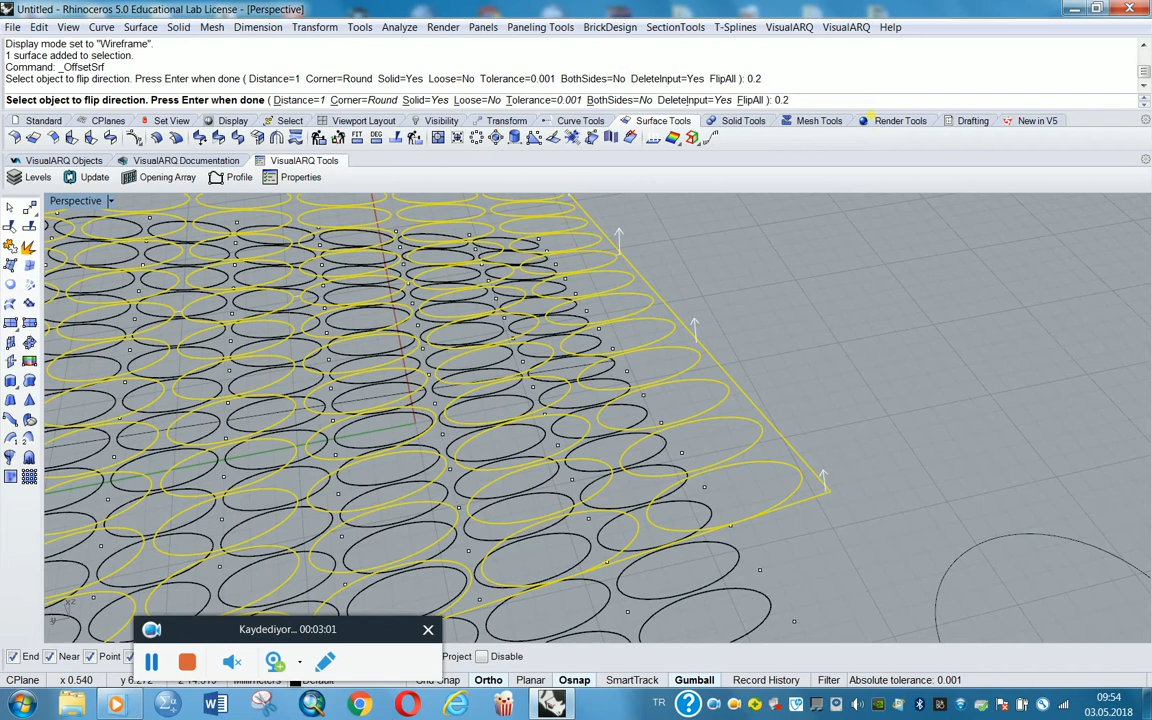 Untitled - Rhinoceros 5.0 Educational Lab License - [Perspective]
File Edit View Curve Surface Solid Mesh Dimension Transform Tools Analyze Render Panels Paneling Tools BrickDesign SectionTools T-Splines VisualARQ VisualARQ Help
Display mode set to "Wireframe".
1 surface added to selection.
Command: _OffsetSrf
Select object to flip direction. Press Enter when done ( Distance=1 Corner=Round Solid=Yes Loose=No Tolerance=0.001 BothSides=No DeleteInput=Yes FlipAll ): 0.2
Select object to flip direction. Press Enter when done ( Distance=1 Corner=Round Solid=Yes Loose=No Tolerance=0.001 BothSides=No DeleteInput=Yes FlipAll ): 0.2
Standard CPlanes Set View Display Select Viewport Layout Visibility Transform Curve Tools Surface Tools Solid Tools Mesh Tools Render Tools Drafting New in V5
VisualARQ Objects VisualARQ Documentation VisualARQ Tools
Levels Update Opening Array Profile Properties
Perspective
Kaydediyor... 00:03:01
End Near Point Project Disable
CPlane x 0.540 Ortho Planar Osnap SmartTrack Gumball Record History Filter Absolute tolerance: 0.001
TR 09:54
03.05.2018